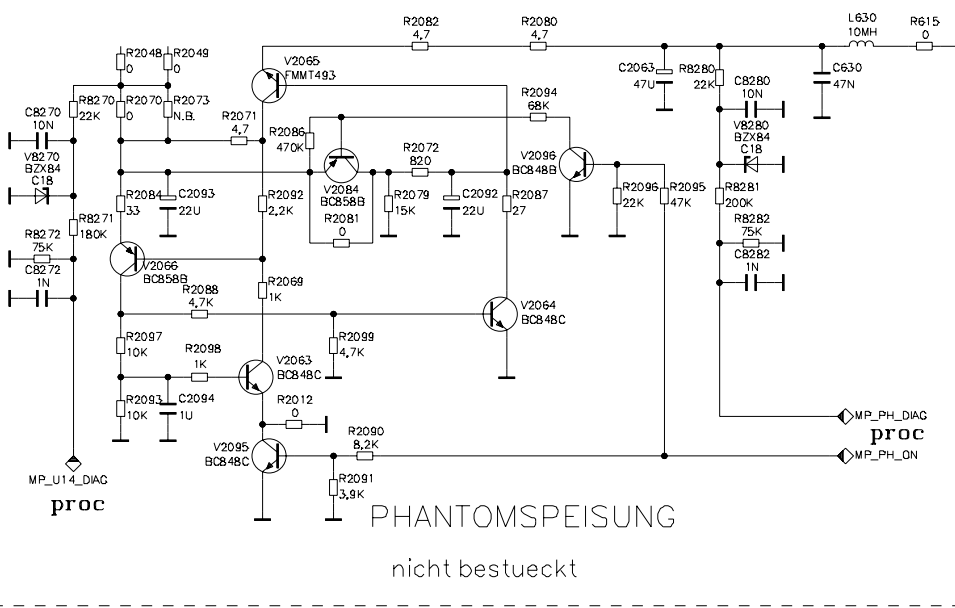 R2082
4,7
R2080
4,7
L630
10MH
R615
0
R2048
0
R2049
0
V2065
FMMT493
C2063
47U
R8280
22K
C8280
10N
C630
47N
R8270
22K
R2070
0
R2073
N.B.
C8270
10N
R2071
4,7
R2086
470K
R2094
68K
V8280
BZX84
C18
V8270
BZX84
C18
V2084
BC858B
R2072
820
V2096
BC848B
R2084
33
C2093
22U
R2092
2,2K
R2079
15K
C2092
22U
R2087
27
R2096
22K
R2095
47K
R8281
200K
R8271
180K
R2081
0
R8272
75K
R8282
75K
C8272
1N
V2066
BC858B
C8282
1N
R2088
4,7K
R2069
1K
V2064
BC848C
R2097
10K
R2098
1K
V2063
BC848C
R2099
4,7K
R2093
10K
C2094
1U
R2012
0
MP_PH_DIAG
proc
V2095
BC848C
R2090
8,2K
MP_PH_ON
MP_U14_DIAG
proc
R2091
3,9K
PHANTOMSPEISUNG
nicht bestueckt